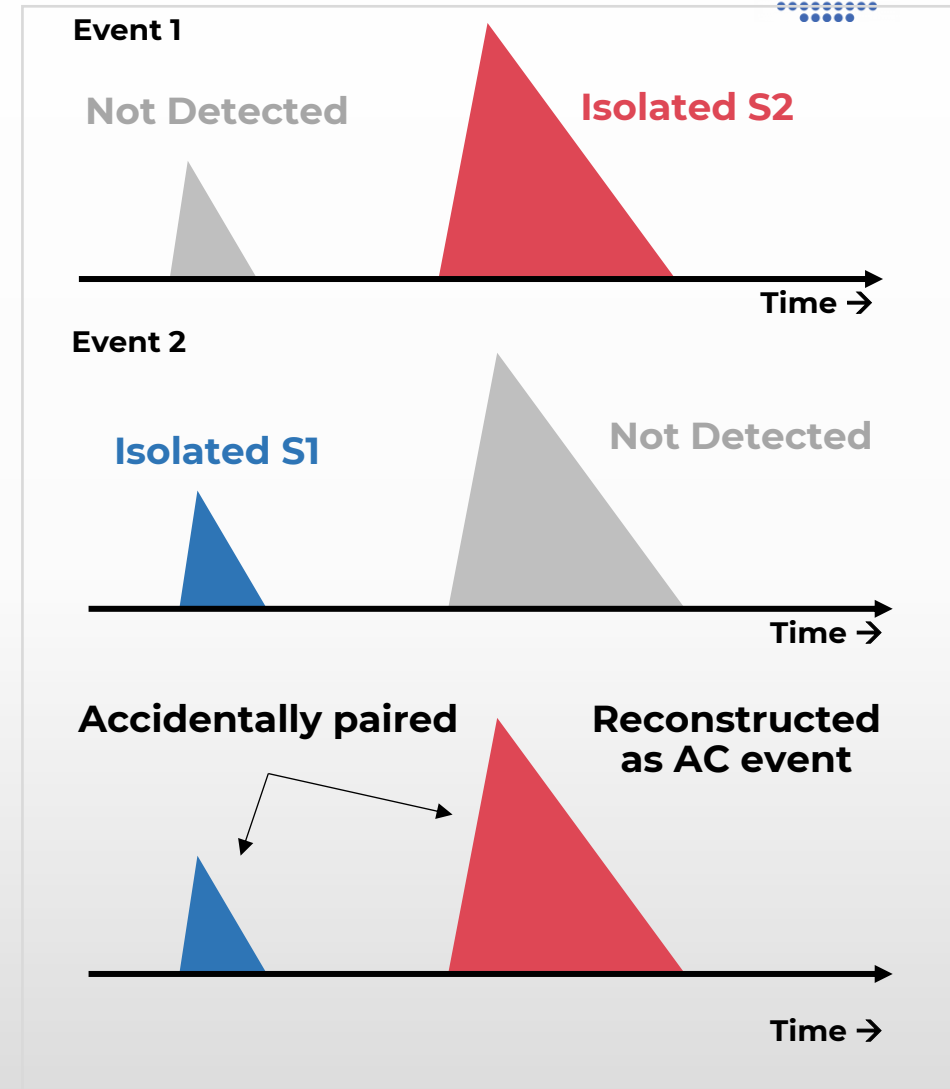 Event 1
Not Detected
Isolated S2
Time →
Event 2
Isolated S1
Not Detected
Time →
Accidentally paired
Reconstructed
as AC event
Time →